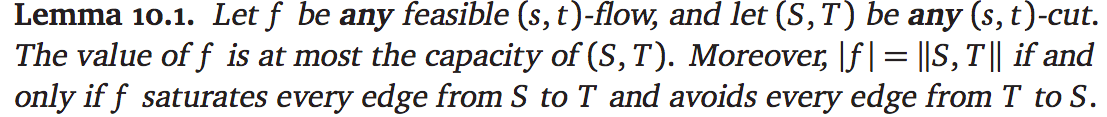 Lemma 10.1. Let f be any feasible (s, t)-flow, and let (S, T) be any (s, t)-cut.
The value of f is at most the capacity of (S, T). Moreover, |f| = ‖S, T‖ if and
only if f saturates every edge from S to T and avoids every edge from T to S.